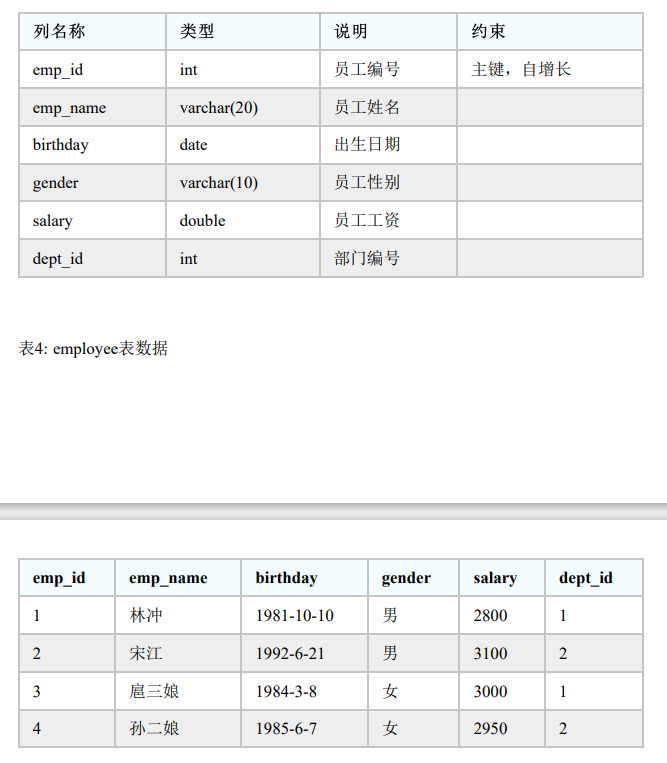 列名称 类型 说明 约束
emp_id int 员工编号 主键，自增长
emp_name varchar(20) 员工姓名
birthday date 出生日期
gender varchar(10) 员工性别
salary double 员工工资
dept_id int 部门编号
表4: employee表数据
emp_id emp_name birthday gender salary dept_id
1 林冲 1981-10-10 男 2800 1
2 宋江 1992-6-21 男 3100 2
3 扈三娘 1984-3-8 女 3000 1
4 孙二娘 1985-6-7 女 2950 2